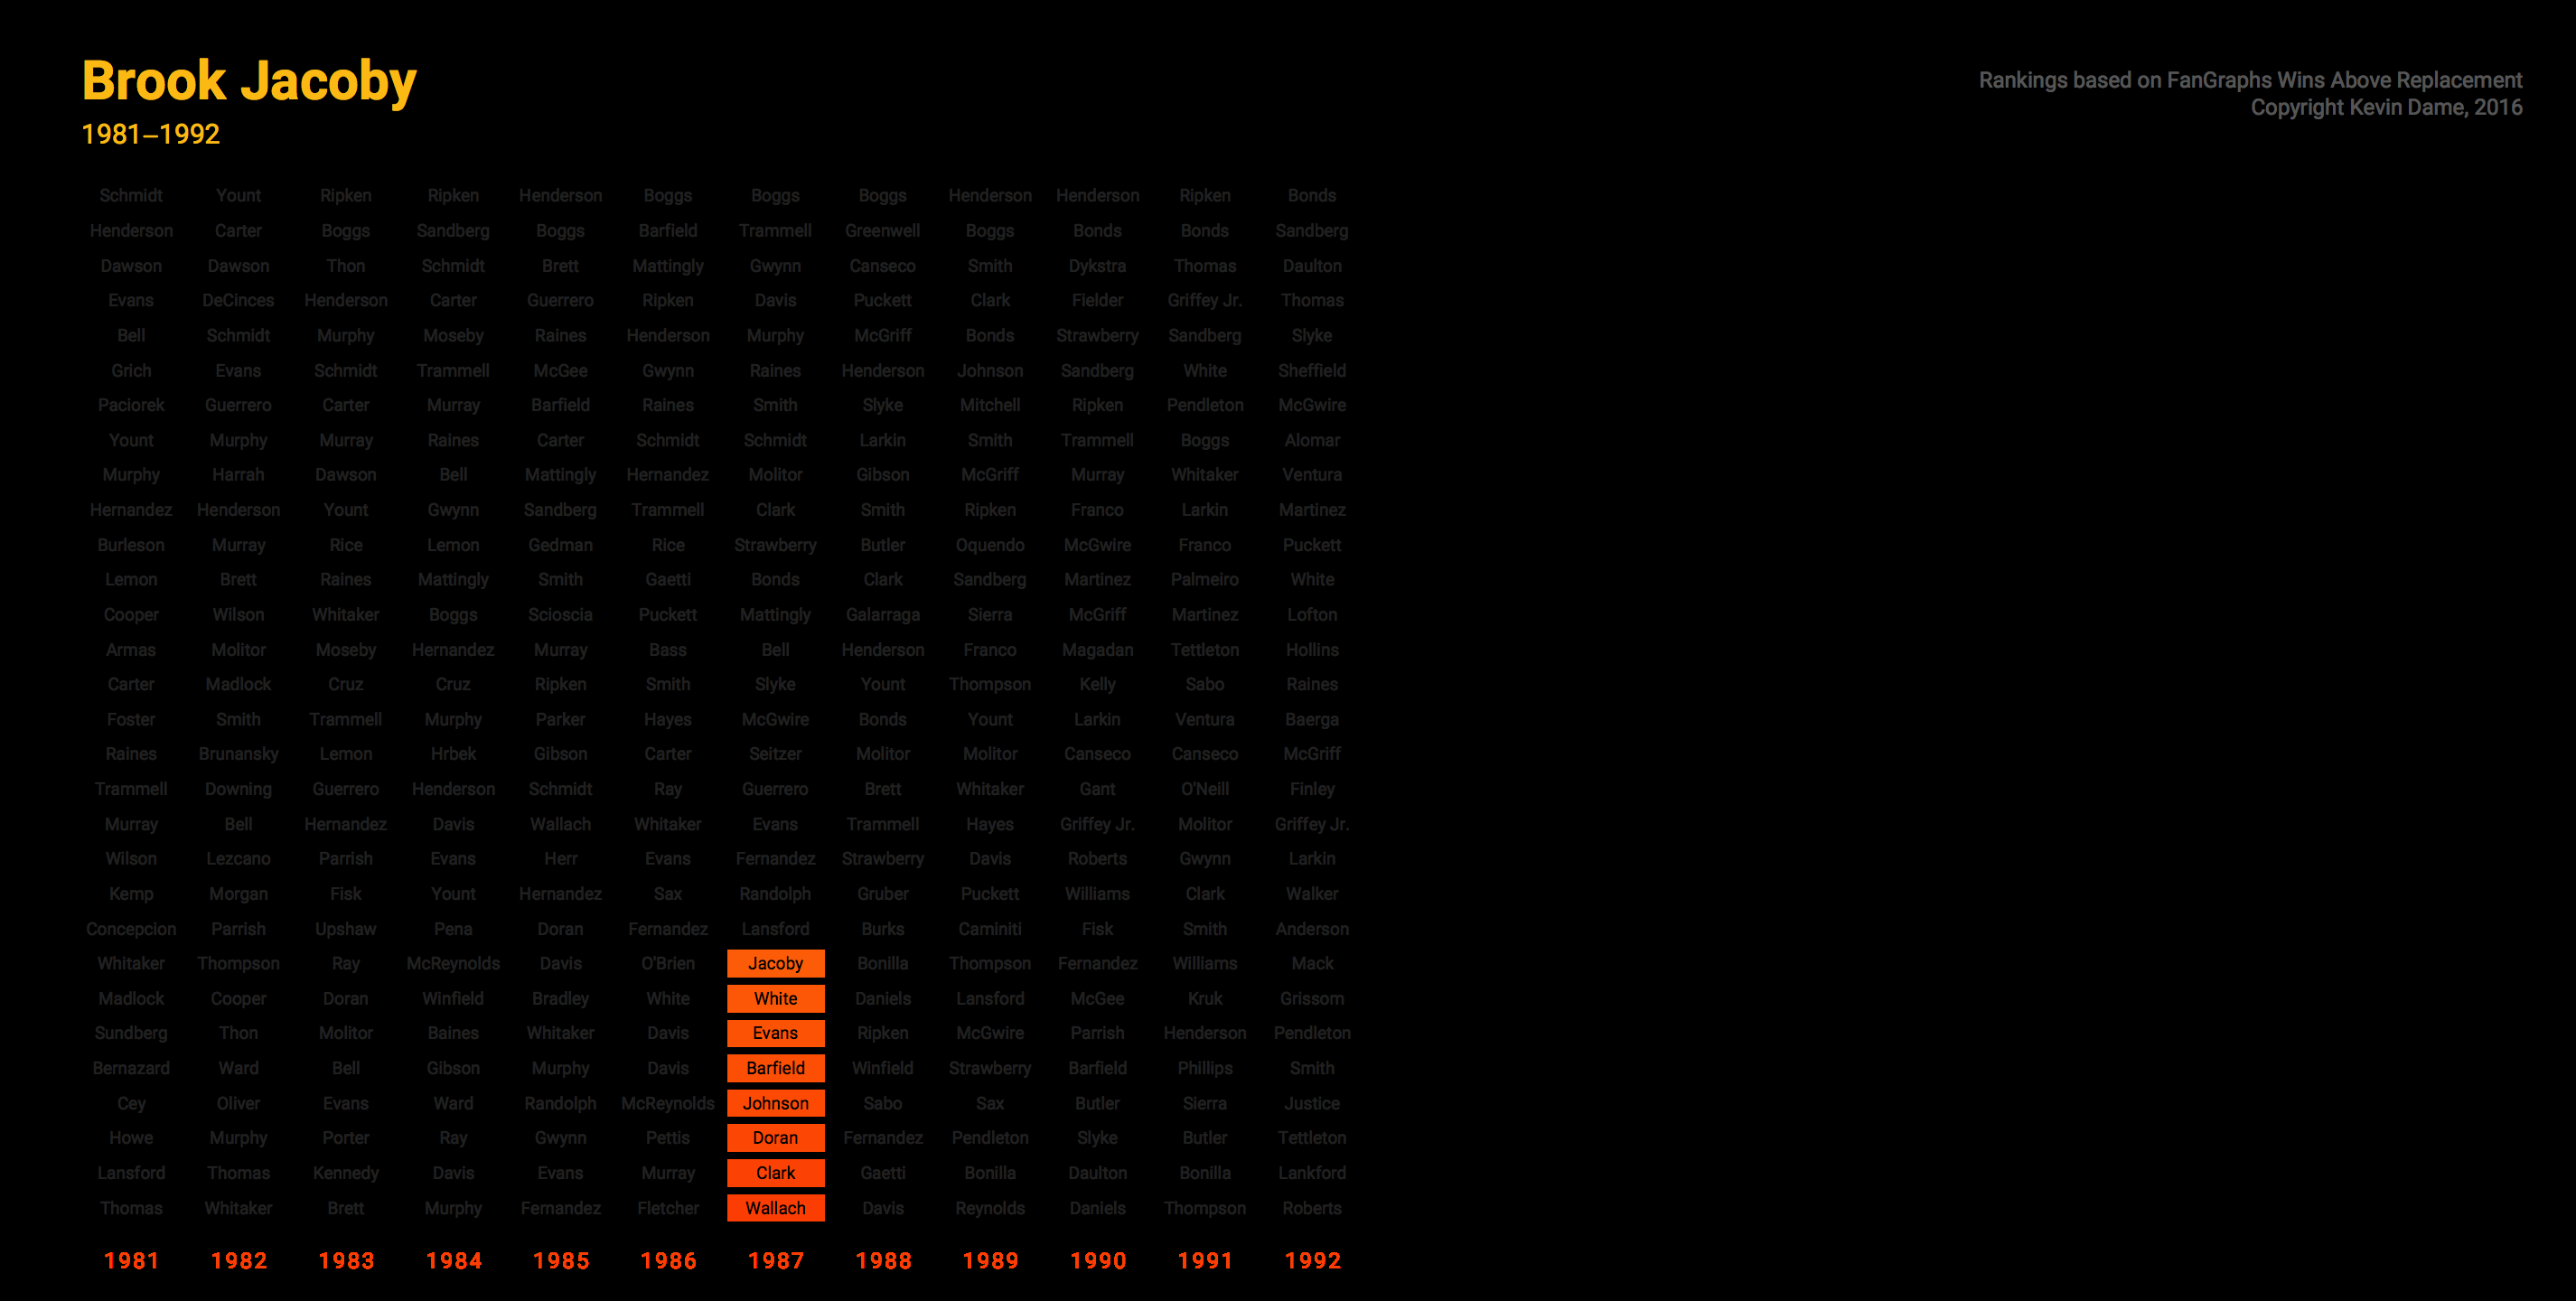 Brook Jacoby
1981–1992
Rankings based on FanGraphs Wins Above Replacement
Copyright Kevin Dame, 2016
Schmidt Yount Ripken Ripken Henderson Boggs Boggs Boggs Henderson Henderson Ripken Bonds
Henderson Carter Boggs Sandberg Boggs Barfield Trammell Greenwell Boggs Bonds Bonds Sandberg
Dawson Dawson Thon Schmidt Brett Mattingly Gwynn Canseco Smith Dykstra Thomas Daulton
Evans DeCinces Henderson Carter Guerrero Ripken Davis Puckett Clark Fielder Griffey Jr. Thomas
Bell Schmidt Murphy Moseby Raines Henderson Murphy McGriff Bonds Strawberry Sandberg Slyke
Grich Evans Schmidt Trammell McGee Gwynn Raines Henderson Johnson Sandberg White Sheffield
Paciorek Guerrero Carter Murray Barfield Raines Smith Slyke Mitchell Ripken Pendleton McGwire
Yount Murphy Murray Raines Carter Schmidt Schmidt Larkin Smith Trammell Boggs Alomar
Murphy Harrah Dawson Bell Mattingly Hernandez Molitor Gibson McGriff Murray Whitaker Ventura
Hernandez Henderson Yount Gwynn Sandberg Trammell Clark Smith Ripken Franco Larkin Martinez
Burleson Murray Rice Lemon Gedman Rice Strawberry Butler Oquendo McGwire Franco Puckett
Lemon Brett Raines Mattingly Smith Gaetti Bonds Clark Sandberg Martinez Palmeiro White
Cooper Wilson Whitaker Boggs Scioscia Puckett Mattingly Galarraga Sierra McGriff Martinez Lofton
Armas Molitor Moseby Hernandez Murray Bass Bell Henderson Franco Magadan Tettleton Hollins
Carter Madlock Cruz Cruz Ripken Smith Slyke Yount Thompson Kelly Sabo Raines
Foster Smith Trammell Murphy Parker Hayes McGwire Bonds Yount Larkin Ventura Baerga
Raines Brunansky Lemon Hrbek Gibson Carter Seitzer Molitor Molitor Canseco Canseco McGriff
Trammell Downing Guerrero Henderson Schmidt Ray Guerrero Brett Whitaker Gant O'Neill Finley
Murray Bell Hernandez Davis Wallach Whitaker Evans Trammell Hayes Griffey Jr. Molitor Griffey Jr.
Wilson Lezcano Parrish Evans Herr Evans Fernandez Strawberry Davis Roberts Gwynn Larkin
Kemp Morgan Fisk Yount Hernandez Sax Randolph Gruber Puckett Williams Clark Walker
Concepcion Parrish Upshaw Pena Doran Fernandez Lansford Burks Caminiti Fisk Smith Anderson
Whitaker Thompson Ray McReynolds Davis O'Brien Jacoby Bonilla Thompson Fernandez Williams Mack
Madlock Cooper Doran Winfield Bradley White White Daniels Lansford McGee Kruk Grissom
Sundberg Thon Molitor Baines Whitaker Davis Evans Ripken McGwire Parrish Henderson Pendleton
Bernazard Ward Bell Gibson Murphy Davis Barfield Winfield Strawberry Barfield Phillips Smith
Cey Oliver Evans Ward Randolph McReynolds Johnson Sabo Sax Butler Sierra Justice
Howe Murphy Porter Ray Gwynn Pettis Doran Fernandez Pendleton Slyke Butler Tettleton
Lansford Thomas Kennedy Davis Evans Murray Clark Gaetti Bonilla Daulton Bonilla Lankford
Thomas Whitaker Brett Murphy Fernandez Fletcher Wallach Davis Reynolds Daniels Thompson Roberts
1981 1982 1983 1984 1985 1986 1987 1988 1989 1990 1991 1992